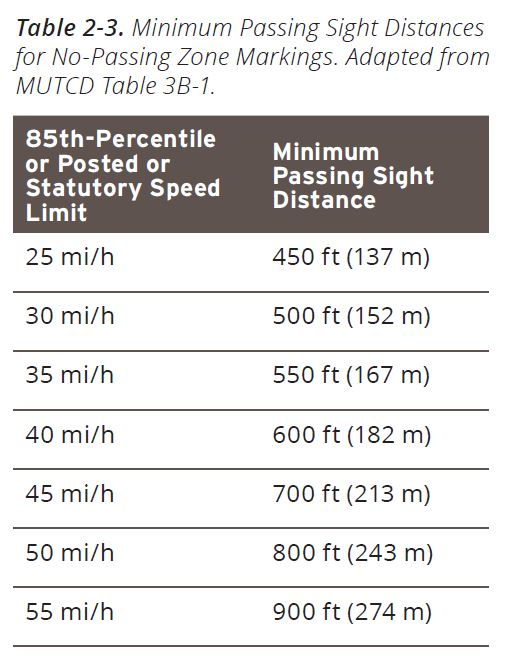 Table 2-3. Minimum Passing Sight Distances
for No-Passing Zone Markings. Adapted from
MUTCD Table 3B-1.
85th-Percentile
or Posted or
Statutory Speed
Limit
Minimum
Passing Sight
Distance
25 mi/h 450 ft (137 m)
30 mi/h 500 ft (152 m)
35 mi/h 550 ft (167 m)
40 mi/h 600 ft (182 m)
45 mi/h 700 ft (213 m)
50 mi/h 800 ft (243 m)
55 mi/h 900 ft (274 m)